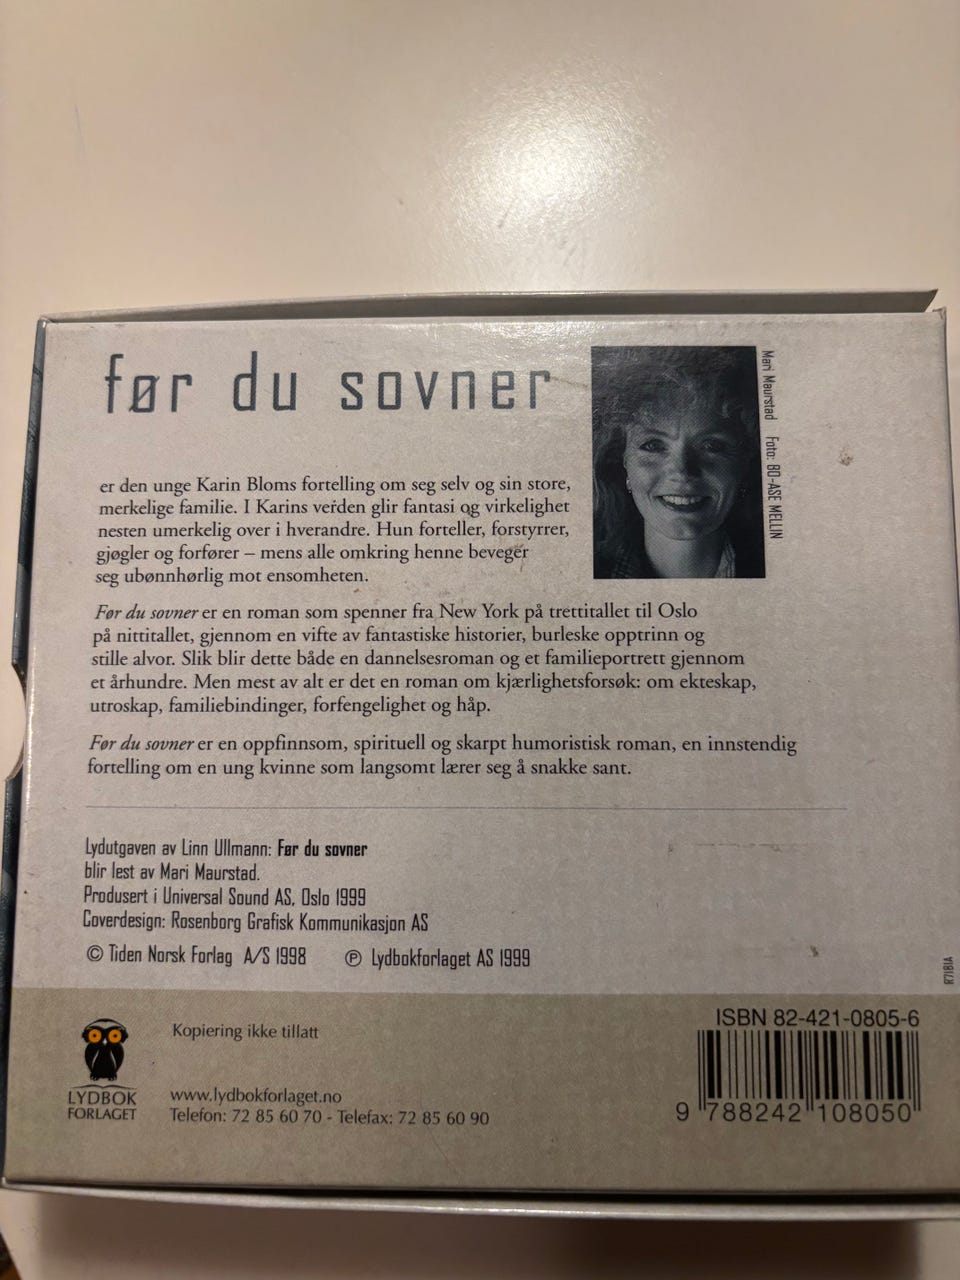 før du sovner
er den unge Karin Bloms fortelling om seg selv og sin store,
merkelige familie. I Karins verden glir fantasi og virkelighet
nesten umerkelig over i hverandre. Hun forteller, forstyrrer,
gjøgler og forfører – mens alle omkring henne beveger
seg ubønnhørlig mot ensomheten.
Mari Maurstad Foto: BO-ASE MELLIN
Før du sovner er en roman som spenner fra New York på trettitallet til Oslo
på nittitallet, gjennom en vifte av fantastiske historier, burleske opptrinn og
stille alvor. Slik blir dette både en dannelsesroman og et familieportrett gjennom
et århundre. Men mest av alt er det en roman om kjærlighetsforsøk: om ekteskap,
utroskap, familiebindinger, forfengelighet og håp.
Før du sovner er en oppfinnsom, spirituell og skarpt humoristisk roman, en innstendig
fortelling om en ung kvinne som langsomt lærer seg å snakke sant.
Lydutgaven av Linn Ullmann: Før du sovner
blir lest av Mari Maurstad.
Produsert i Universal Sound AS, Oslo 1999
Coverdesign: Rosenborg Grafisk Kommunikasjon AS
© Tiden Norsk Forlag A/S 1998 ℗ Lydbokforlaget AS 1999
R7181A
LYDBOK
FORLAGET
Kopiering ikke tillatt
www.lydbokforlaget.no
Telefon: 72 85 60 70 - Telefax: 72 85 60 90
ISBN 82-421-0805-6
9 788242 108050